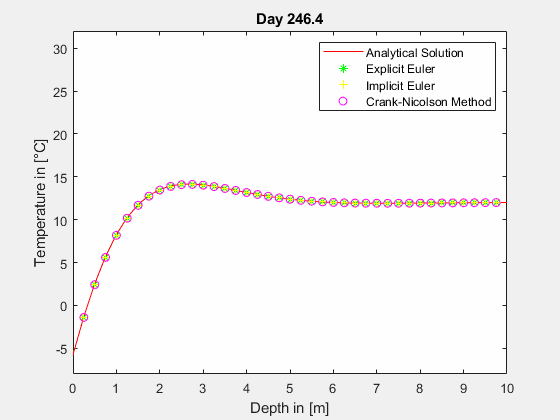 Day 246.4
Analytical Solution
Explicit Euler
Implicit Euler
Crank-Nicolson Method
Temperature in [°C]
30
25
20
15
10
5
0
-5
0 1 2 3 4 5 6 7 8 9 10
Depth in [m]